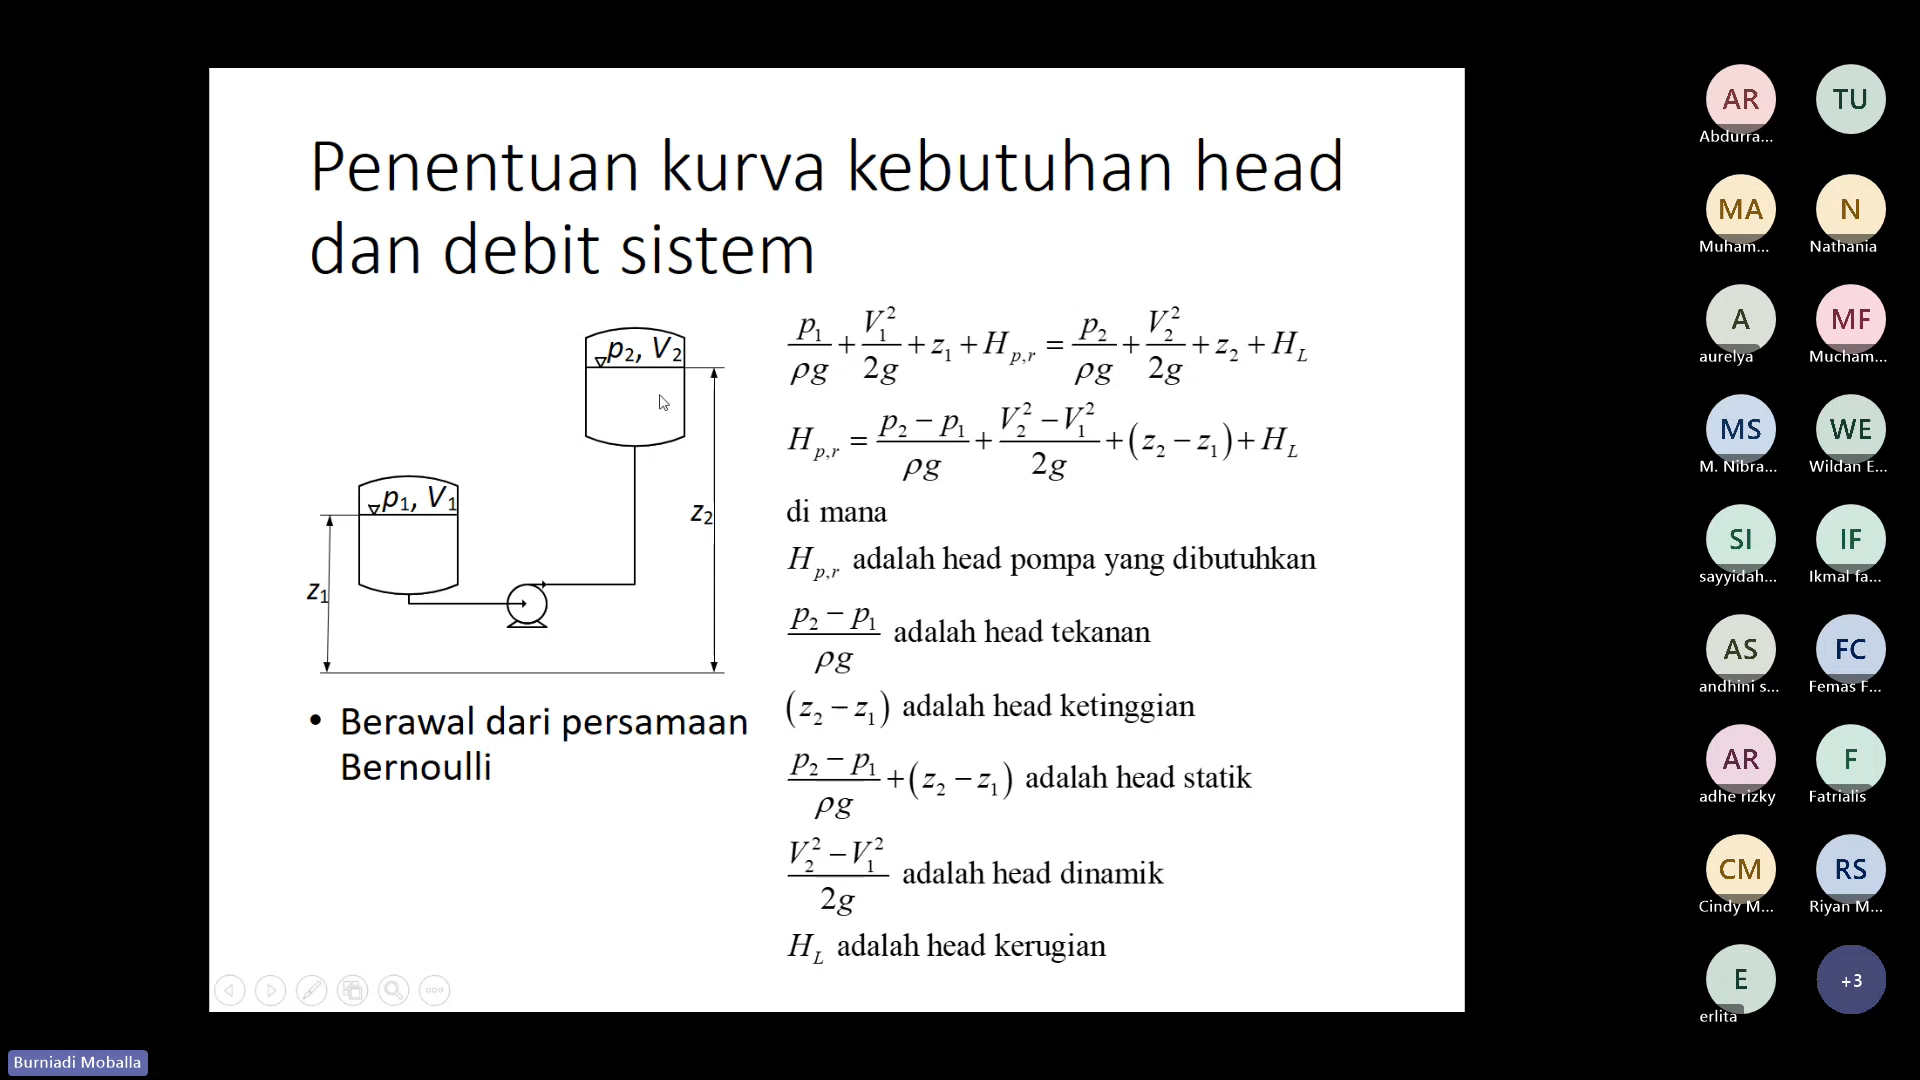 Penentuan kurva kebutuhan head
dan debit sistem
p₂, V₂
p₁, V₁
z₂
z₁
• Berawal dari persamaan
Bernoulli
p₁/ρg + V₁²/2g + z₁ + H_p,r = p₂/ρg + V₂²/2g + z₂ + H_L
H_p,r = (p₂ − p₁)/ρg + (V₂² − V₁²)/2g + (z₂ − z₁) + H_L
di mana
H_p,r adalah head pompa yang dibutuhkan
(p₂ − p₁)/ρg adalah head tekanan
(z₂ − z₁) adalah head ketinggian
(p₂ − p₁)/ρg + (z₂ − z₁) adalah head statik
(V₂² − V₁²)/2g adalah head dinamik
H_L adalah head kerugian
AR
Abdurra...
TU
MA
Muham...
N
Nathania
A
aurelya
MF
Mucham...
MS
M. Nibra...
WE
Wildan E...
SI
sayyidah...
IF
Ikmal fa...
AS
andhini s...
FC
Femas F...
AR
adhe rizky
F
Fatrialis
CM
Cindy M...
RS
Riyan M...
E
erlita
+3
Burniadi Moballa